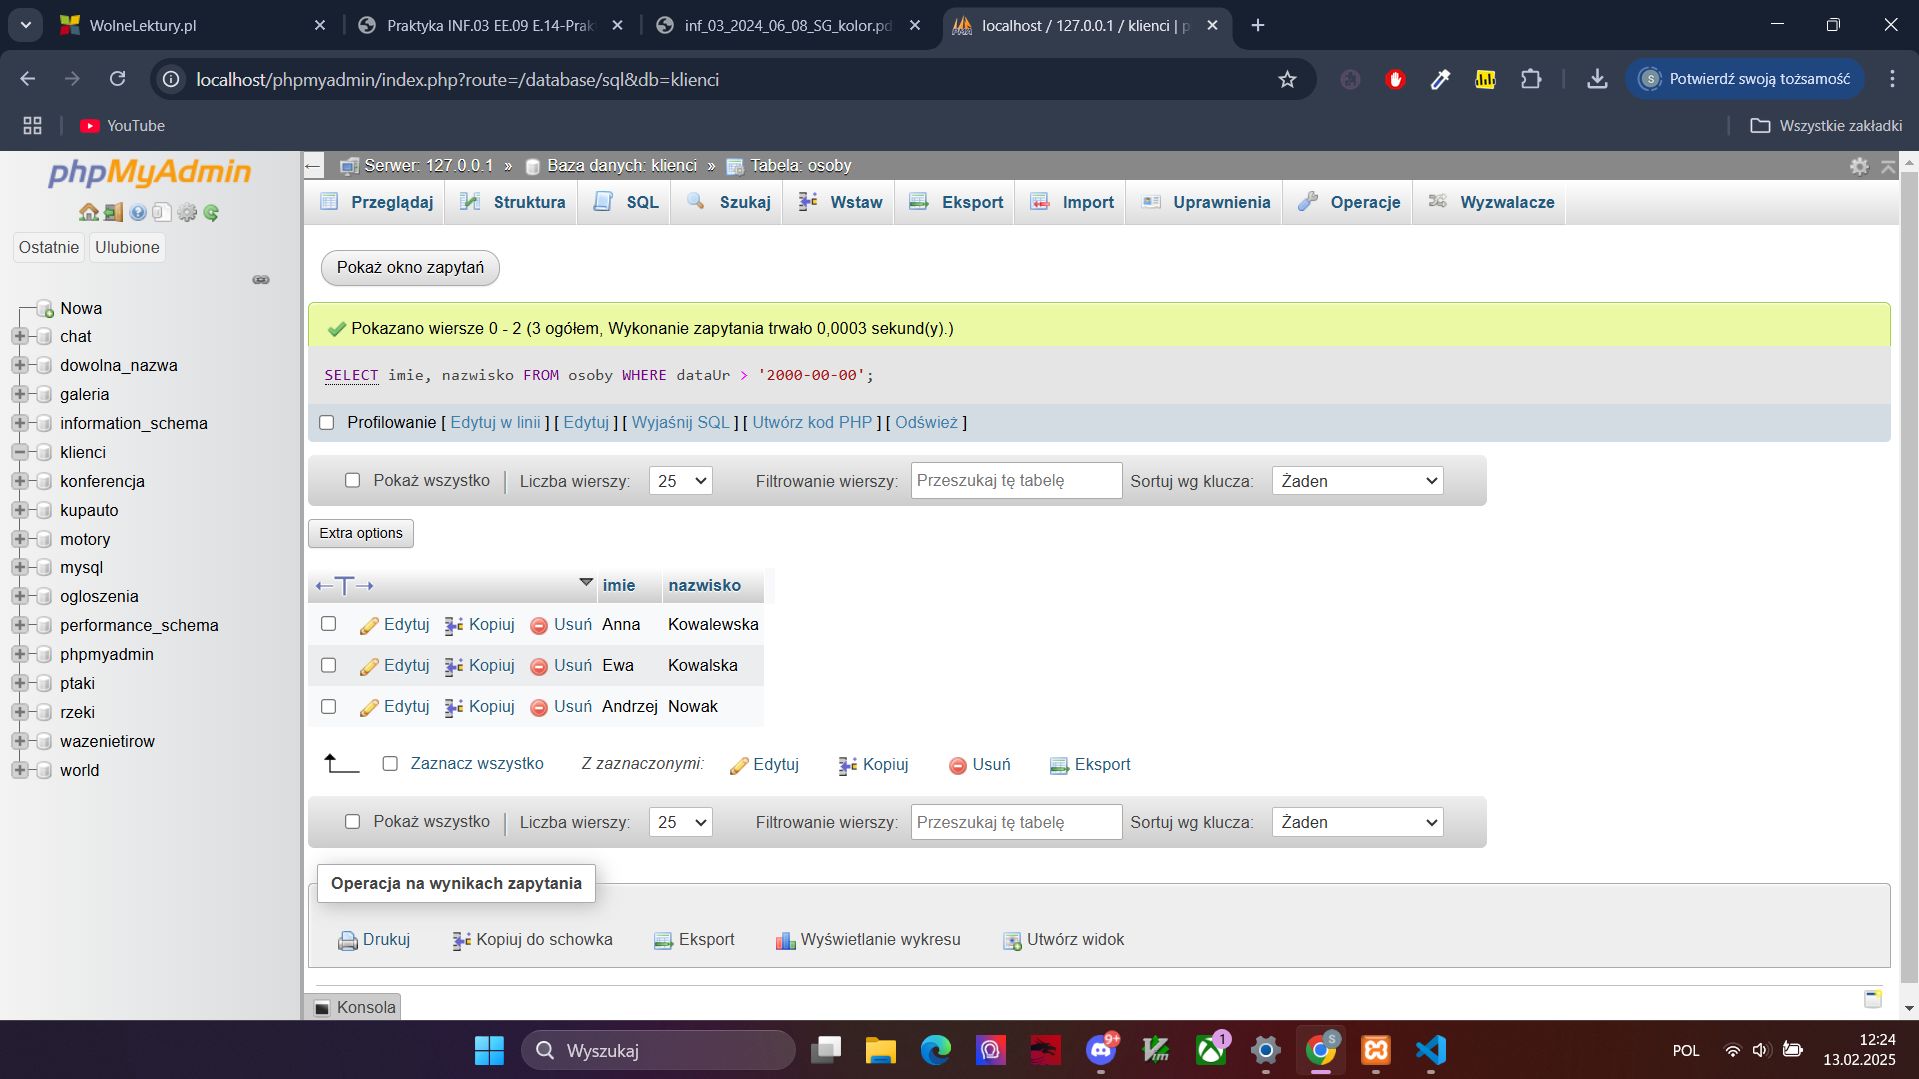 WolneLektury.pl
Praktyka INF.03 EE.09 E.14-Prak
inf_03_2024_06_08_SG_kolor.pd
localhost / 127.0.0.1 / klienci | p
localhost/phpmyadmin/index.php?route=/database/sql&db=klienci
S Potwierdź swoją tożsamość
YouTube
Wszystkie zakładki
phpMyAdmin
Ostatnie Ulubione
Nowa
chat
dowolna_nazwa
galeria
information_schema
klienci
konferencja
kupauto
motory
mysql
ogloszenia
performance_schema
phpmyadmin
ptaki
rzeki
wazenietirow
world
Serwer: 127.0.0.1 » Baza danych: klienci » Tabela: osoby
Przeglądaj Struktura SQL Szukaj Wstaw Eksport Import Uprawnienia Operacje Wyzwalacze
Pokaż okno zapytań
Pokazano wiersze 0 - 2 (3 ogółem, Wykonanie zapytania trwało 0,0003 sekund(y).)
SELECT imie, nazwisko FROM osoby WHERE dataUr > '2000-00-00';
Profilowanie [ Edytuj w linii ] [ Edytuj ] [ Wyjaśnij SQL ] [ Utwórz kod PHP ] [ Odśwież ]
Pokaż wszystko | Liczba wierszy: 25 Filtrowanie wierszy: Przeszukaj tę tabelę Sortuj wg klucza: Żaden
Extra options
←T→ imie nazwisko
Edytuj Kopiuj Usuń Anna Kowalewska
Edytuj Kopiuj Usuń Ewa Kowalska
Edytuj Kopiuj Usuń Andrzej Nowak
Zaznacz wszystko Z zaznaczonymi: Edytuj Kopiuj Usuń Eksport
Pokaż wszystko | Liczba wierszy: 25 Filtrowanie wierszy: Przeszukaj tę tabelę Sortuj wg klucza: Żaden
Operacja na wynikach zapytania
Drukuj Kopiuj do schowka Eksport Wyświetlanie wykresu Utwórz widok
Konsola
Wyszukaj
9+
1
S
POL
12:24
13.02.2025